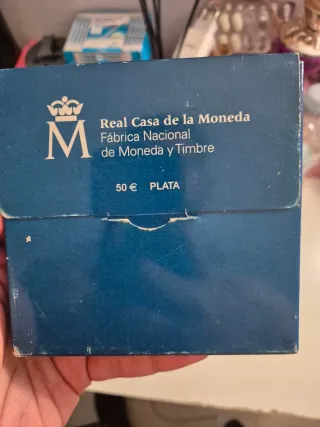 M
Real Casa de la Moneda
Fábrica Nacional
de Moneda y Timbre
50 € PLATA